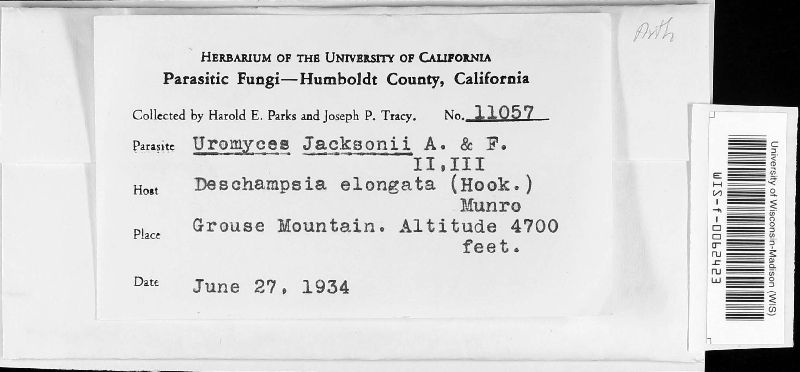 Arth
HERBARIUM OF THE UNIVERSITY OF CALIFORNIA
Parasitic Fungi—Humboldt County, California
Collected by Harold E. Parks and Joseph P. Tracy. No. 11057
Parasite Uromyces Jacksonii A. & F.
II,III
Host Deschampsia elongata (Hook.)
Munro
Place Grouse Mountain. Altitude 4700
feet.
Date June 27, 1934
University of Wisconsin-Madison (WIS)
WIS-f-0062423